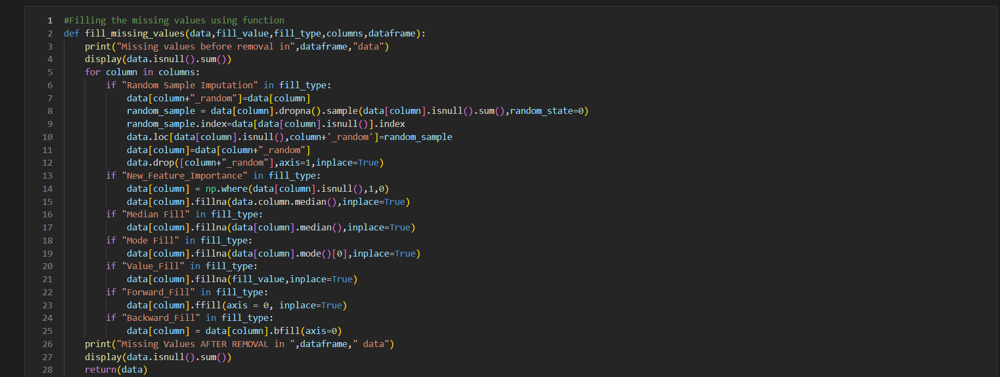 1 #Filling the missing values using function
2 def fill_missing_values(data,fill_value,fill_type,columns,dataframe):
3     print("Missing values before removal in",dataframe,"data")
4     display(data.isnull().sum())
5     for column in columns:
6         if "Random Sample Imputation" in fill_type:
7             data[column+"_random"]=data[column]
8             random_sample = data[column].dropna().sample(data[column].isnull().sum(),random_state=0)
9             random_sample.index=data[data[column].isnull()].index
10             data.loc[data[column].isnull(),column+'_random']=random_sample
11             data[column]=data[column+"_random"]
12             data.drop([column+"_random"],axis=1,inplace=True)
13         if "New_Feature_Importance" in fill_type:
14             data[column] = np.where(data[column].isnull(),1,0)
15             data[column].fillna(data.column.median(),inplace=True)
16         if "Median Fill" in fill_type:
17             data[column].fillna(data[column].median(),inplace=True)
18         if "Mode Fill" in fill_type:
19             data[column].fillna(data[column].mode()[0],inplace=True)
20         if "Value_Fill" in fill_type:
21             data[column].fillna(fill_value,inplace=True)
22         if "Forward_Fill" in fill_type:
23             data[column].ffill(axis = 0, inplace=True)
24         if "Backward_Fill" in fill_type:
25             data[column] = data[column].bfill(axis=0)
26     print("Missing Values AFTER REMOVAL in ",dataframe," data")
27     display(data.isnull().sum())
28     return(data)